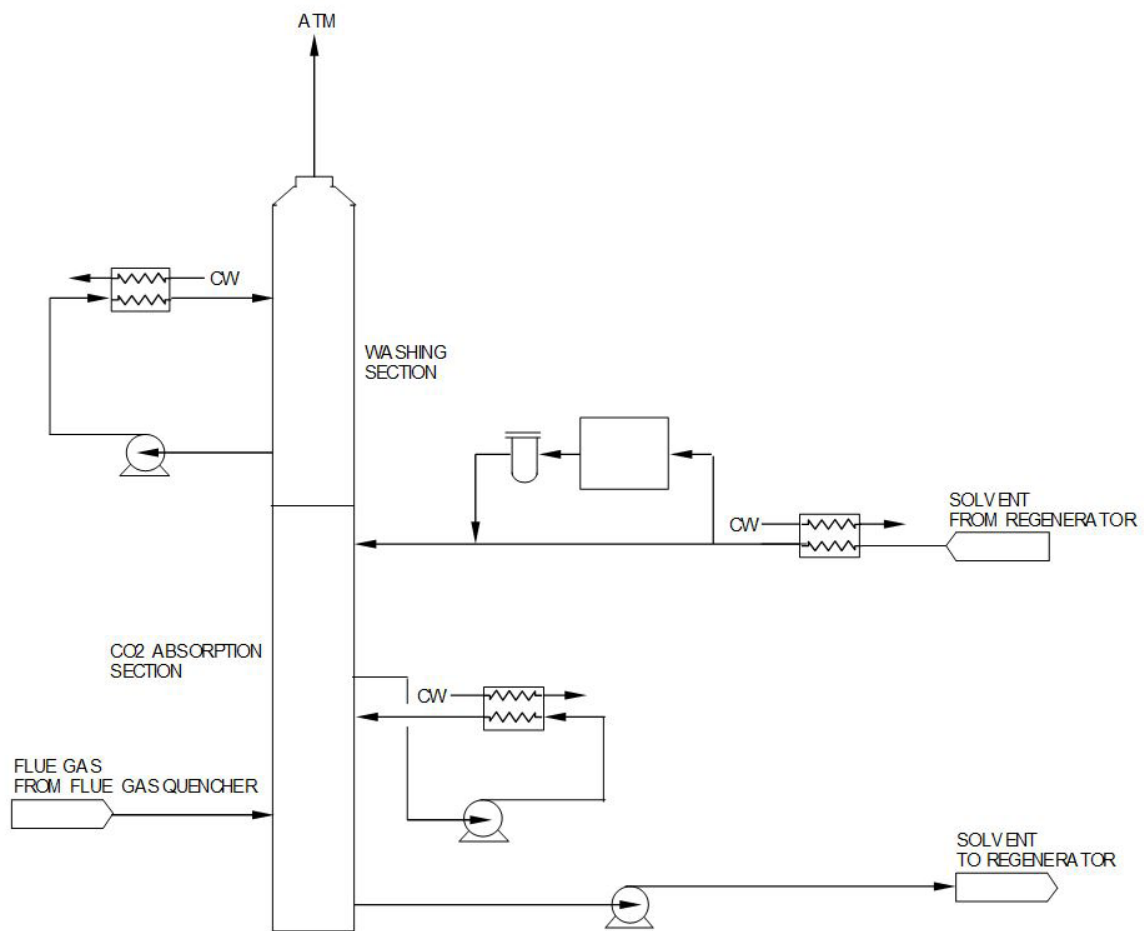 ATM
CW
WASHING
SECTION
SOLVENT
FROM REGENERATOR
CW
CO2 ABSORPTION
SECTION
CW
FLUE GAS
FROM FLUE GAS QUENCHER
SOLVENT
TO REGENERATOR